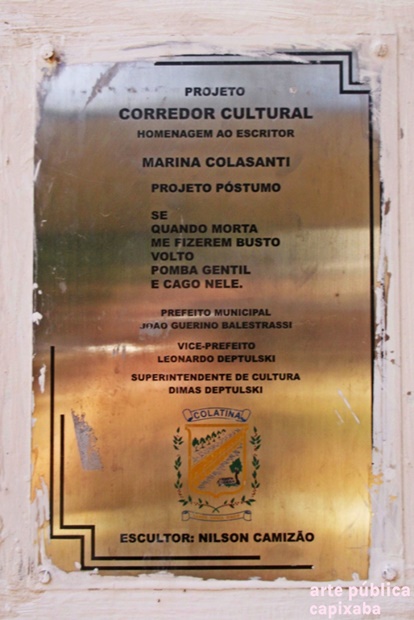 PROJETO
CORREDOR CULTURAL
HOMENAGEM AO ESCRITOR
MARINA COLASANTI
PROJETO PÓSTUMO
SE
QUANDO MORTA
ME FIZEREM BUSTO
VOLTO
POMBA GENTIL
E CAGO NELE.
PREFEITO MUNICIPAL
JOAO GUERINO BALESTRASSI
VICE-PREFEITO
LEONARDO DEPTULSKI
SUPERINTENDENTE DE CULTURA
DIMAS DEPTULSKI
COLATINA
ESCULTOR: NILSON CAMIZÃO
arte pública
capixaba